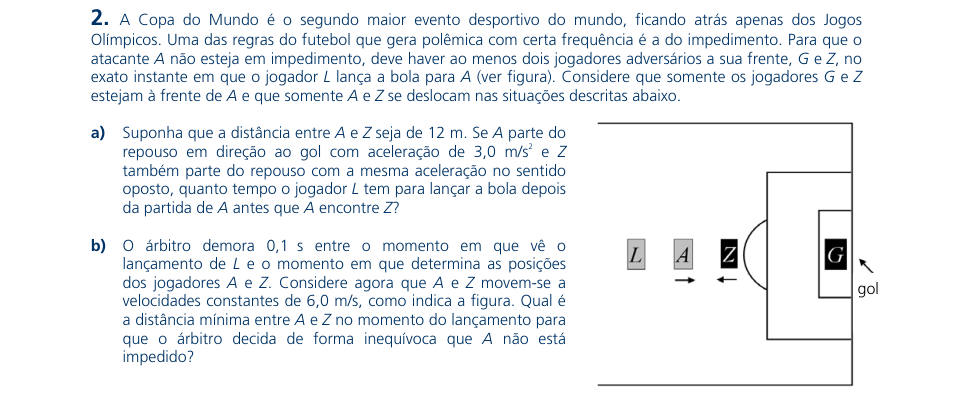 2. A Copa do Mundo é o segundo maior evento desportivo do mundo, ficando atrás apenas dos Jogos
Olímpicos. Uma das regras do futebol que gera polêmica com certa frequência é a do impedimento. Para que o
atacante A não esteja em impedimento, deve haver ao menos dois jogadores adversários a sua frente, G e Z, no
exato instante em que o jogador L lança a bola para A (ver figura). Considere que somente os jogadores G e Z
estejam à frente de A e que somente A e Z se deslocam nas situações descritas abaixo.
a) Suponha que a distância entre A e Z seja de 12 m. Se A parte do
repouso em direção ao gol com aceleração de 3,0 m/s² e Z
também parte do repouso com a mesma aceleração no sentido
oposto, quanto tempo o jogador L tem para lançar a bola depois
da partida de A antes que A encontre Z?
b) O árbitro demora 0,1 s entre o momento em que vê o
lançamento de L e o momento em que determina as posições
dos jogadores A e Z. Considere agora que A e Z movem-se a
velocidades constantes de 6,0 m/s, como indica a figura. Qual é
a distância mínima entre A e Z no momento do lançamento para
que o árbitro decida de forma inequívoca que A não está
impedido?
L A Z G
gol